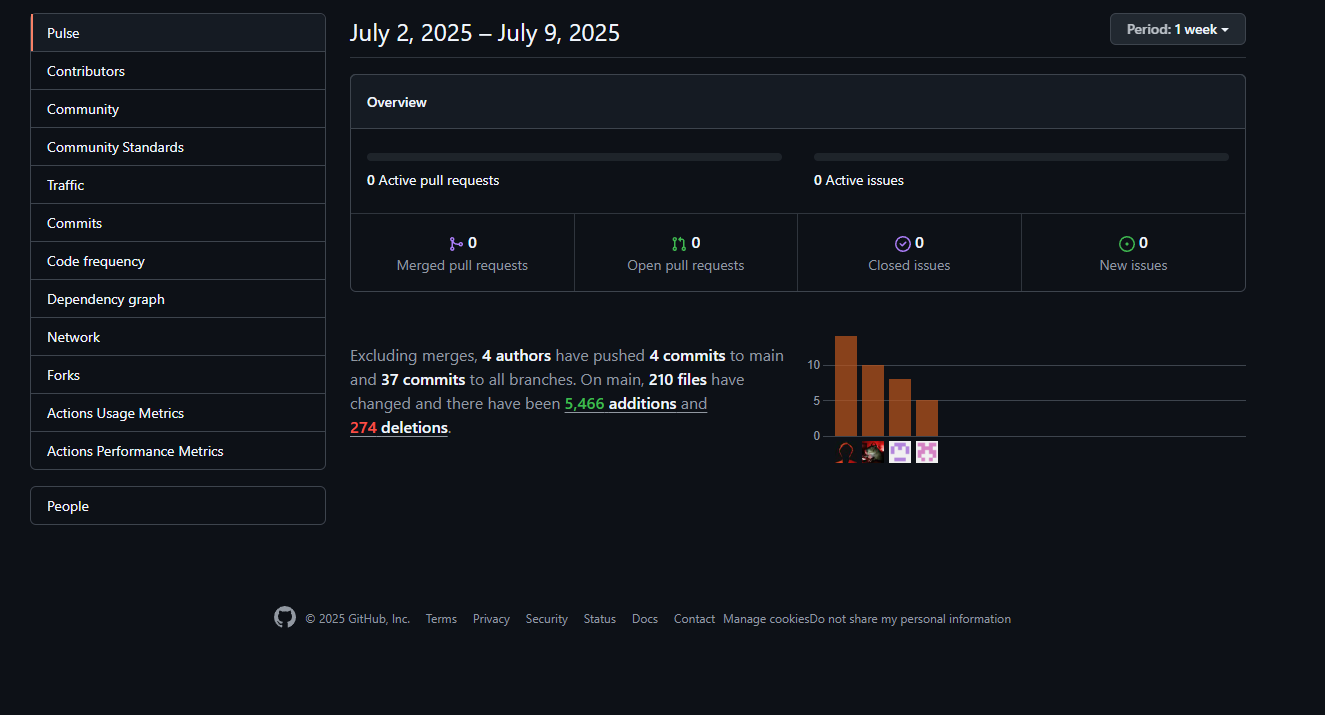 Pulse
Contributors
Community
Community Standards
Traffic
Commits
Code frequency
Dependency graph
Network
Forks
Actions Usage Metrics
Actions Performance Metrics
People
July 2, 2025 – July 9, 2025
Period: 1 week
Overview
0 Active pull requests
0 Active issues
0
Merged pull requests
0
Open pull requests
0
Closed issues
0
New issues
Excluding merges, 4 authors have pushed 4 commits to main
and 37 commits to all branches. On main, 210 files have
changed and there have been 5,466 additions and
274 deletions.
10
5
0
© 2025 GitHub, Inc. Terms Privacy Security Status Docs Contact Manage cookies Do not share my personal information